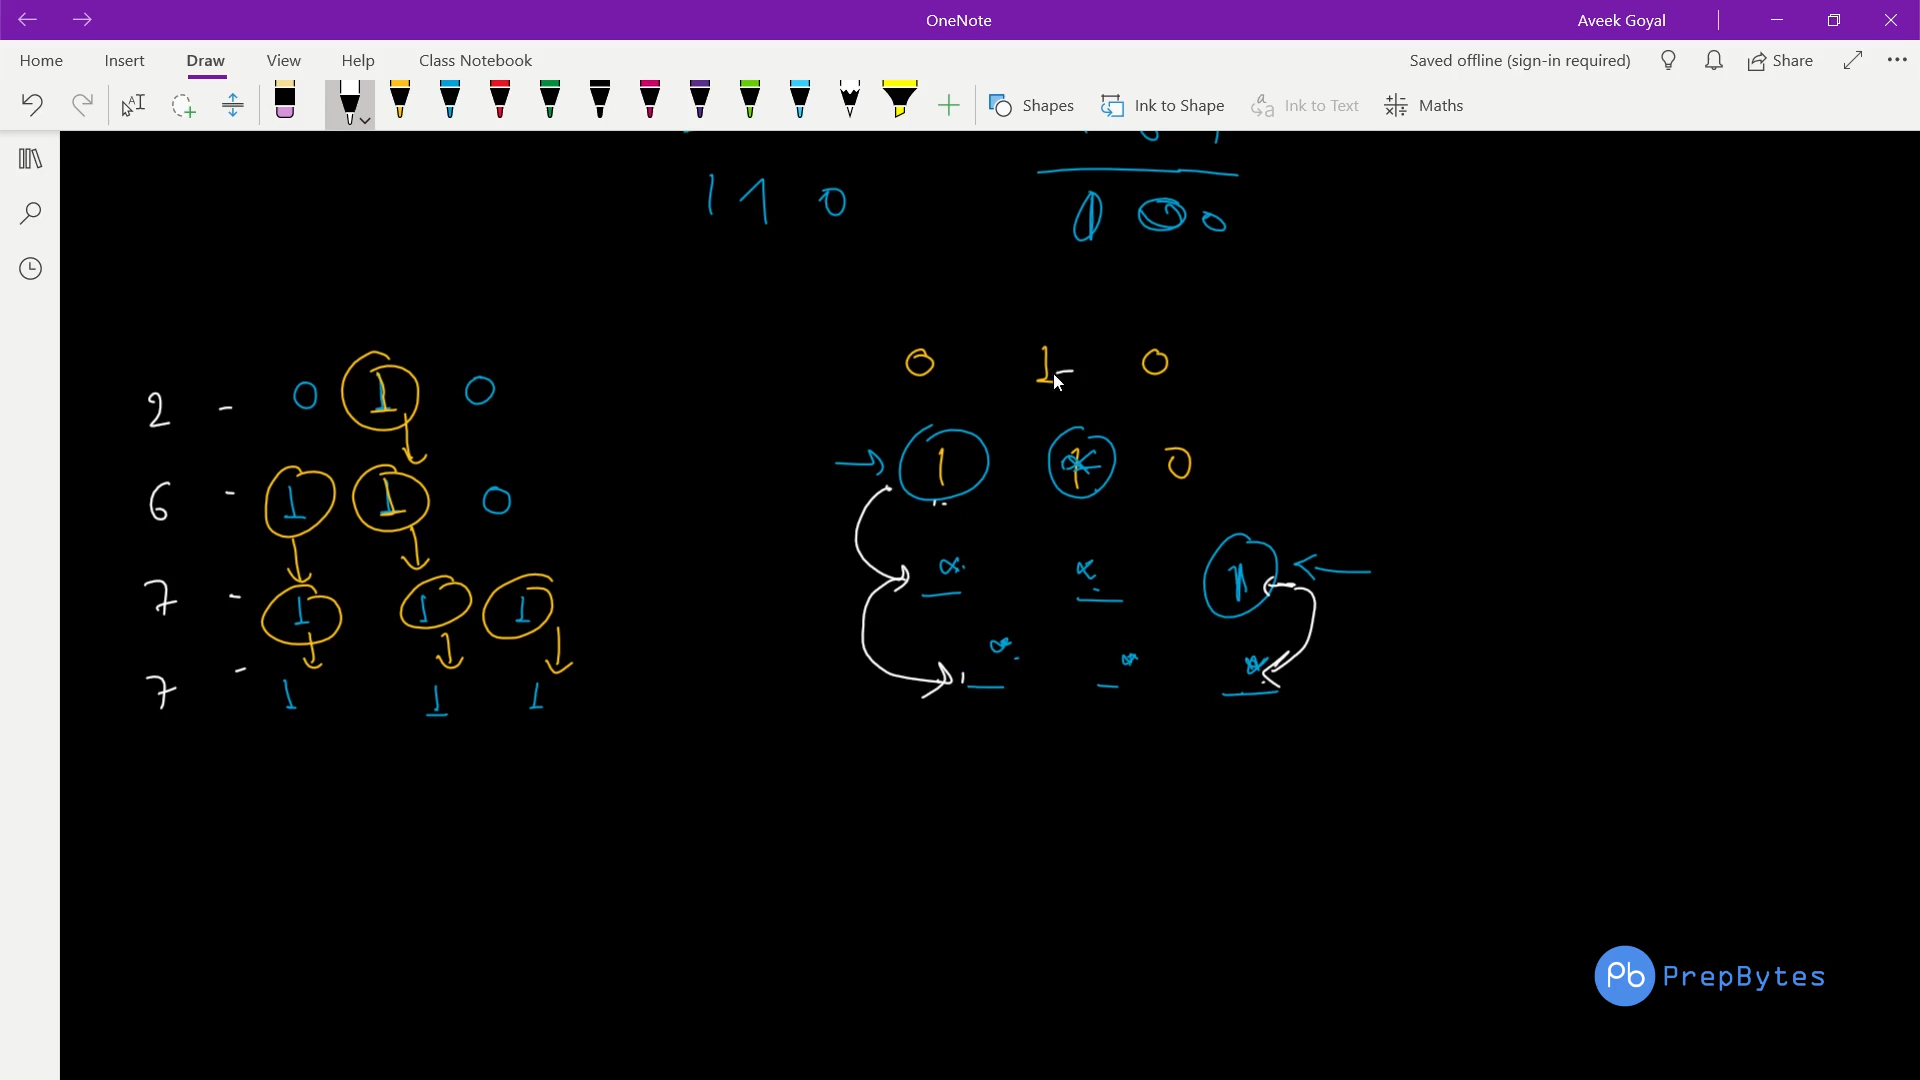 OneNote
Aveek Goyal
Home Insert Draw View Help Class Notebook
Saved offline (sign-in required) Share
Shapes Ink to Shape Ink to Text Maths
1 1 0
0 0 0
0 1 0
2 - 0 1 0
1 0
6 - 1 1 0
7 - 1 1 1
1
7 - 1 1 1
Pb PrepBytes